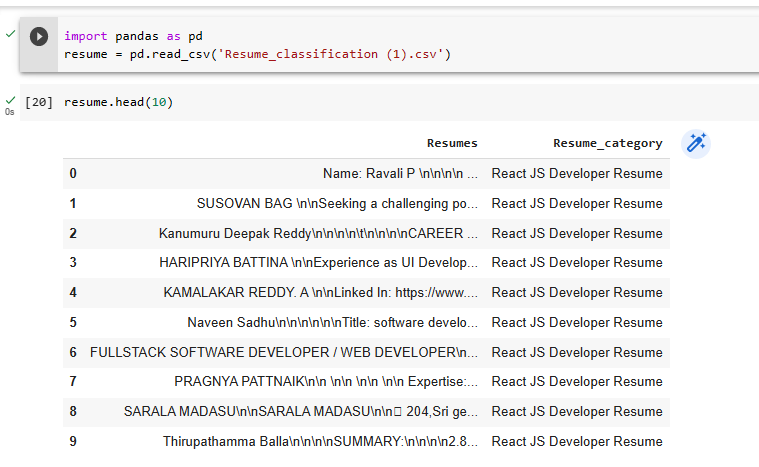 import pandas as pd
resume = pd.read_csv('Resume_classification (1).csv')
[20] resume.head(10)
0s
Resumes Resume_category
0 Name: Ravali P \n\n\n\n ... React JS Developer Resume
1 SUSOVAN BAG \n\nSeeking a challenging po... React JS Developer Resume
2 Kanumuru Deepak Reddy\n\n\n\n\t\n\n\n\nCAREER ... React JS Developer Resume
3 HARIPRIYA BATTINA \n\nExperience as UI Develop... React JS Developer Resume
4 KAMALAKAR REDDY. A \n\nLinked In: https://www.... React JS Developer Resume
5 Naveen Sadhu\n\n\n\n\n\n\nTitle: software develo... React JS Developer Resume
6 FULLSTACK SOFTWARE DEVELOPER / WEB DEVELOPER\n... React JS Developer Resume
7 PRAGNYA PATTNAIK\n\n \n\n \n\n \n\n Expertise:... React JS Developer Resume
8 SARALA MADASU\n\nSARALA MADASU\n\n 204,Sri ge... React JS Developer Resume
9 Thirupathamma Balla\n\n\n\nSUMMARY:\n\n\n\n2.8... React JS Developer Resume